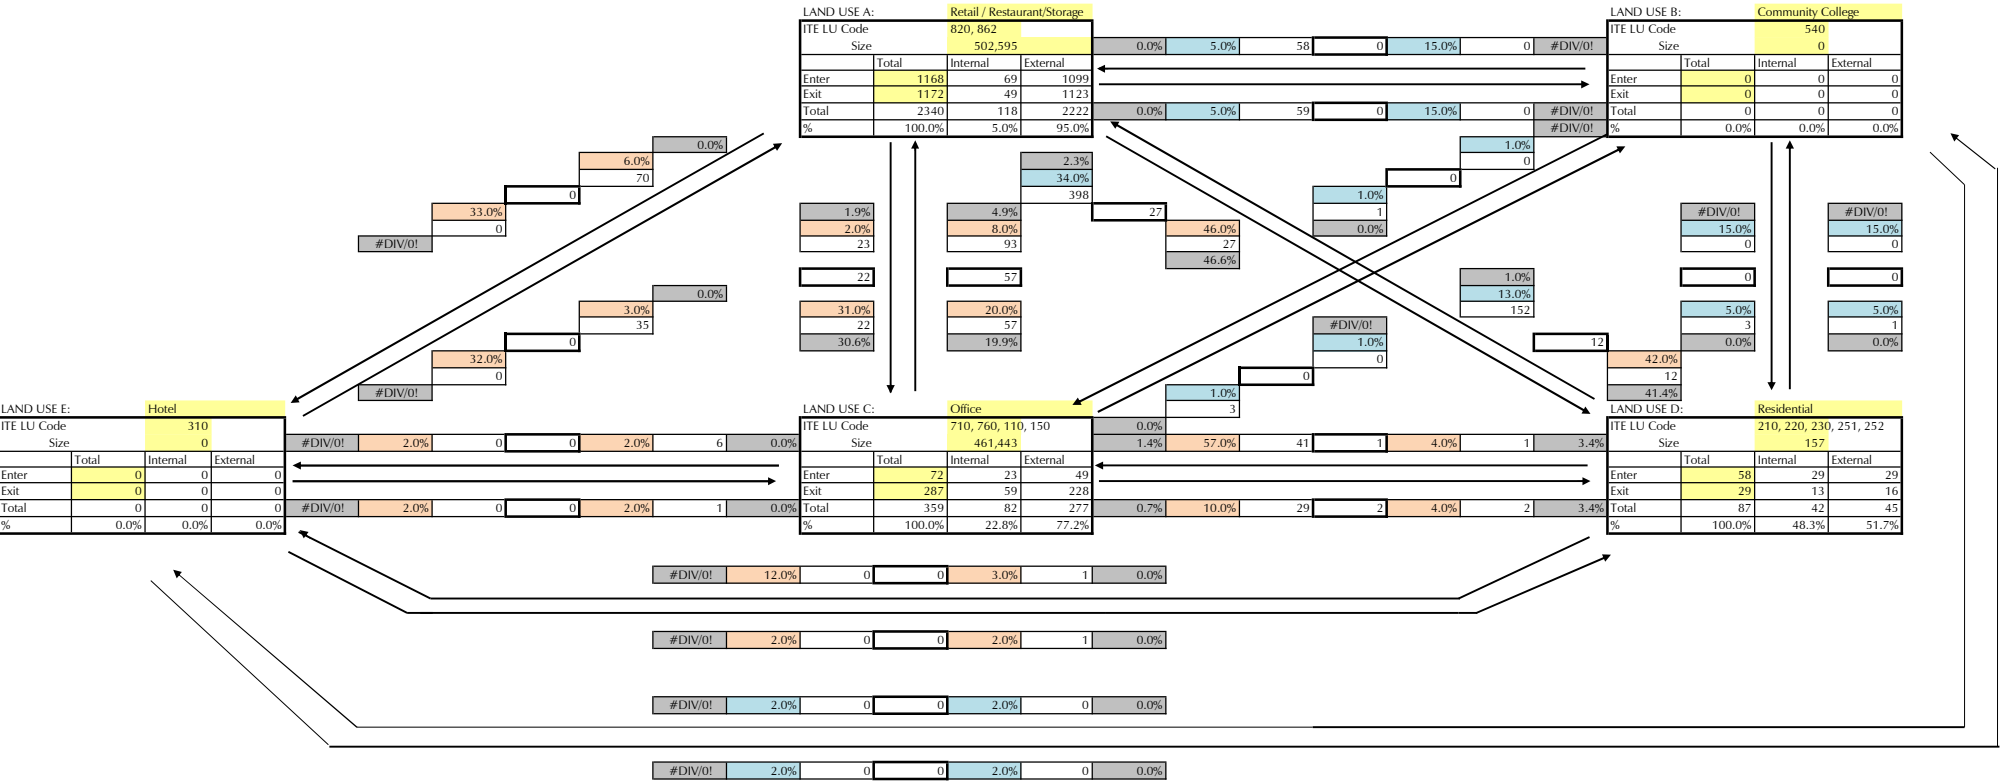 LAND USE A: Retail / Restaurant/Storage
LAND USE B: Community College
ITE LU Code 820, 862
ITE LU Code 540
Size 502,595
0.0% 5.0% 58 0 15.0% 0 #DIV/0!
Size 0
Total Internal External
Total Internal External
Enter 1168 69 1099
Enter 0 0 0
Exit 1172 49 1123
Exit 0 0 0
Total 2340 118 2222
0.0% 5.0% 59 0 15.0% 0 #DIV/0!
Total 0 0 0
% 100.0% 5.0% 95.0%
#DIV/0!
% 0.0% 0.0% 0.0%
0.0%
1.0%
6.0%
2.3%
0
70
34.0%
0
0
398
1.0%
33.0%
1.9%
4.9%
27
1
#DIV/0!
#DIV/0!
0
2.0%
8.0%
46.0%
0.0%
15.0%
15.0%
#DIV/0!
23
93
27
0
0
46.6%
22
57
1.0%
0
0
0.0%
13.0%
3.0%
31.0%
20.0%
152
5.0%
5.0%
35
22
57
#DIV/0!
3
1
0
30.6%
19.9%
1.0%
12
0.0%
0.0%
32.0%
0
42.0%
0
0
12
#DIV/0!
1.0%
41.4%
LAND USE E: Hotel
LAND USE C: Office
3
LAND USE D: Residential
ITE LU Code 310
ITE LU Code 710, 760, 110, 150
0.0%
ITE LU Code 210, 220, 230, 251, 252
Size 0
#DIV/0! 2.0% 0 0 2.0% 6 0.0%
Size 461,443
1.4% 57.0% 41 1 4.0% 1 3.4%
Size 157
Total Internal External
Total Internal External
Total Internal External
Enter 0 0 0
Enter 72 23 49
Enter 58 29 29
Exit 0 0 0
Exit 287 59 228
Exit 29 13 16
Total 0 0 0
#DIV/0! 2.0% 0 0 2.0% 1 0.0%
Total 359 82 277
0.7% 10.0% 29 2 4.0% 2 3.4%
Total 87 42 45
% 0.0% 0.0% 0.0%
% 100.0% 22.8% 77.2%
% 100.0% 48.3% 51.7%
#DIV/0! 12.0% 0 0 3.0% 1 0.0%
#DIV/0! 2.0% 0 0 2.0% 1 0.0%
#DIV/0! 2.0% 0 0 2.0% 0 0.0%
#DIV/0! 2.0% 0 0 2.0% 0 0.0%